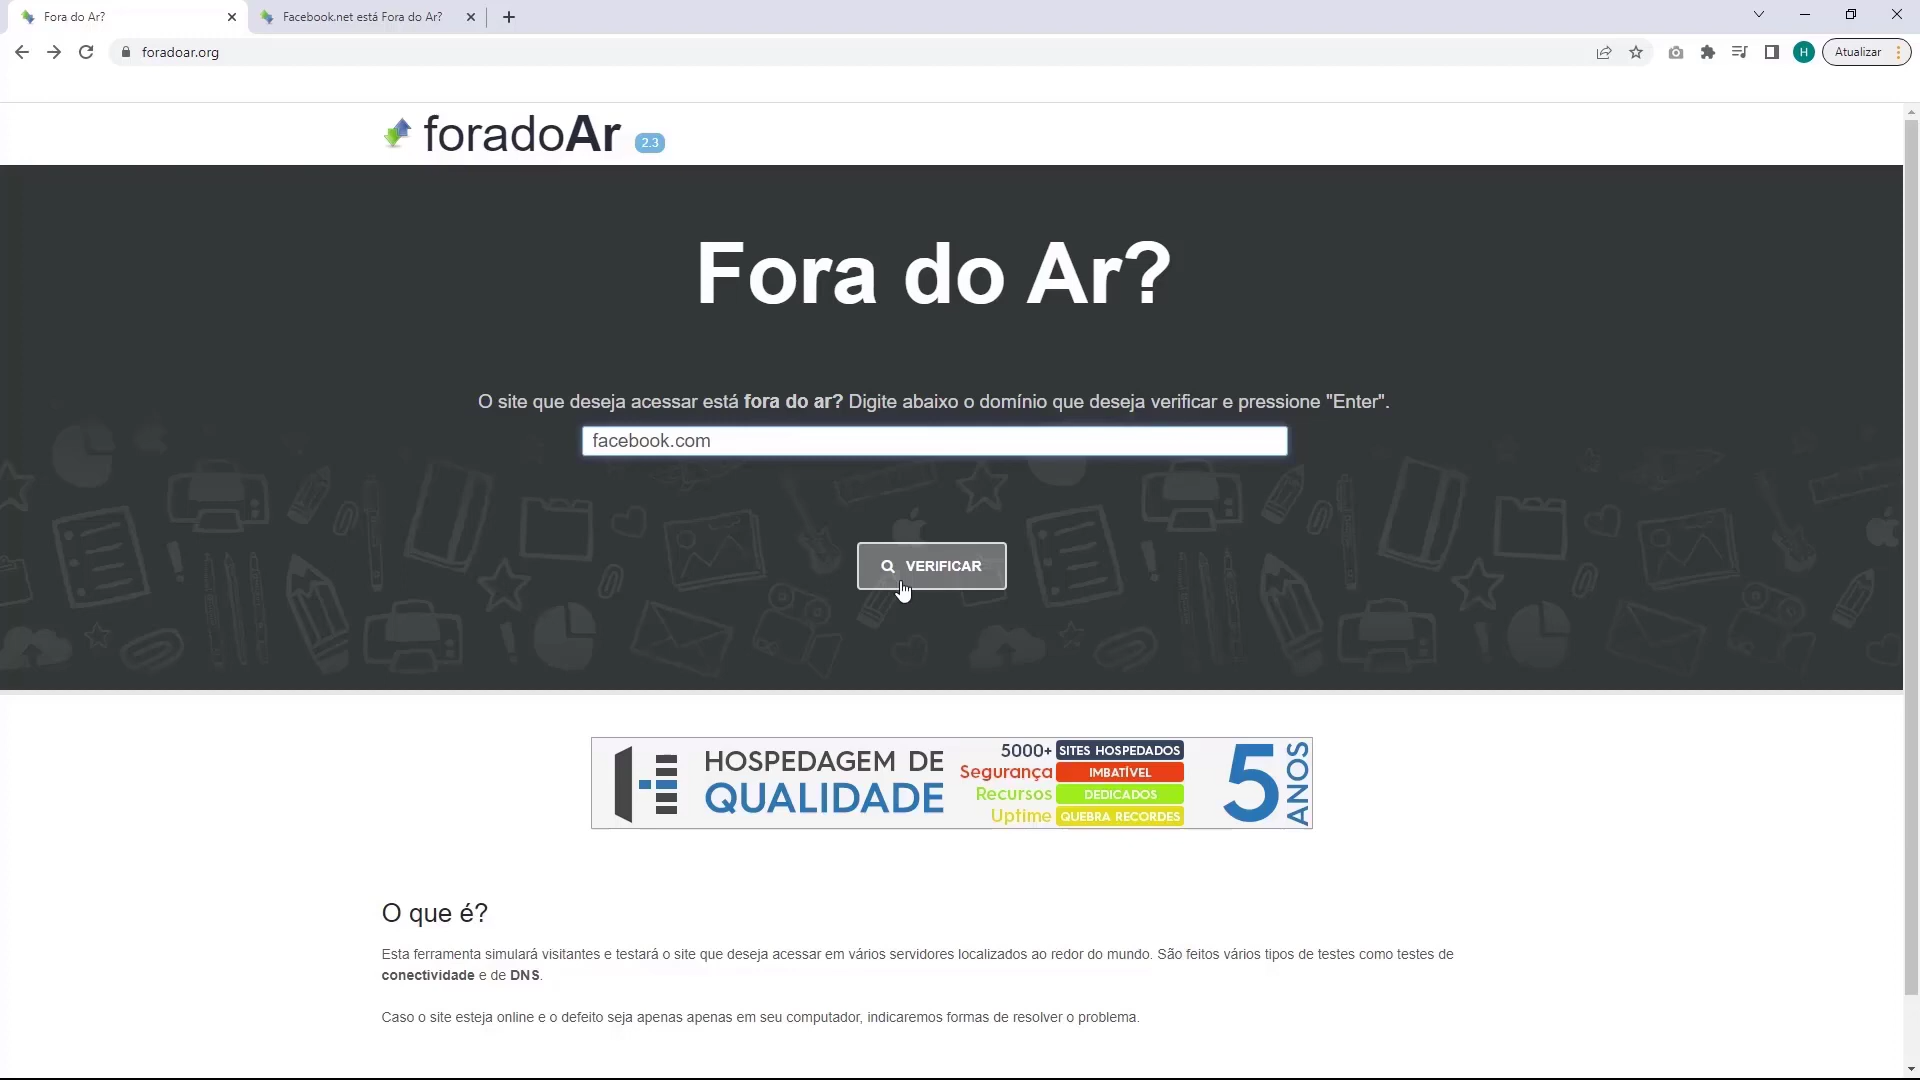 Fora do Ar?
Facebook.net está Fora do Ar?
foradoar.org
H
Atualizar
foradoAr 2.3
Fora do Ar?
O site que deseja acessar está fora do ar? Digite abaixo o domínio que deseja verificar e pressione "Enter".
facebook.com
VERIFICAR
HOSPEDAGEM DE
QUALIDADE
5000+ SITES HOSPEDADOS
Segurança IMBATÍVEL
Recursos DEDICADOS
Uptime QUEBRA RECORDES
5 ANOS
O que é?
Esta ferramenta simulará visitantes e testará o site que deseja acessar em vários servidores localizados ao redor do mundo. São feitos vários tipos de testes como testes de
conectividade e de DNS.
Caso o site esteja online e o defeito seja apenas apenas em seu computador, indicaremos formas de resolver o problema.